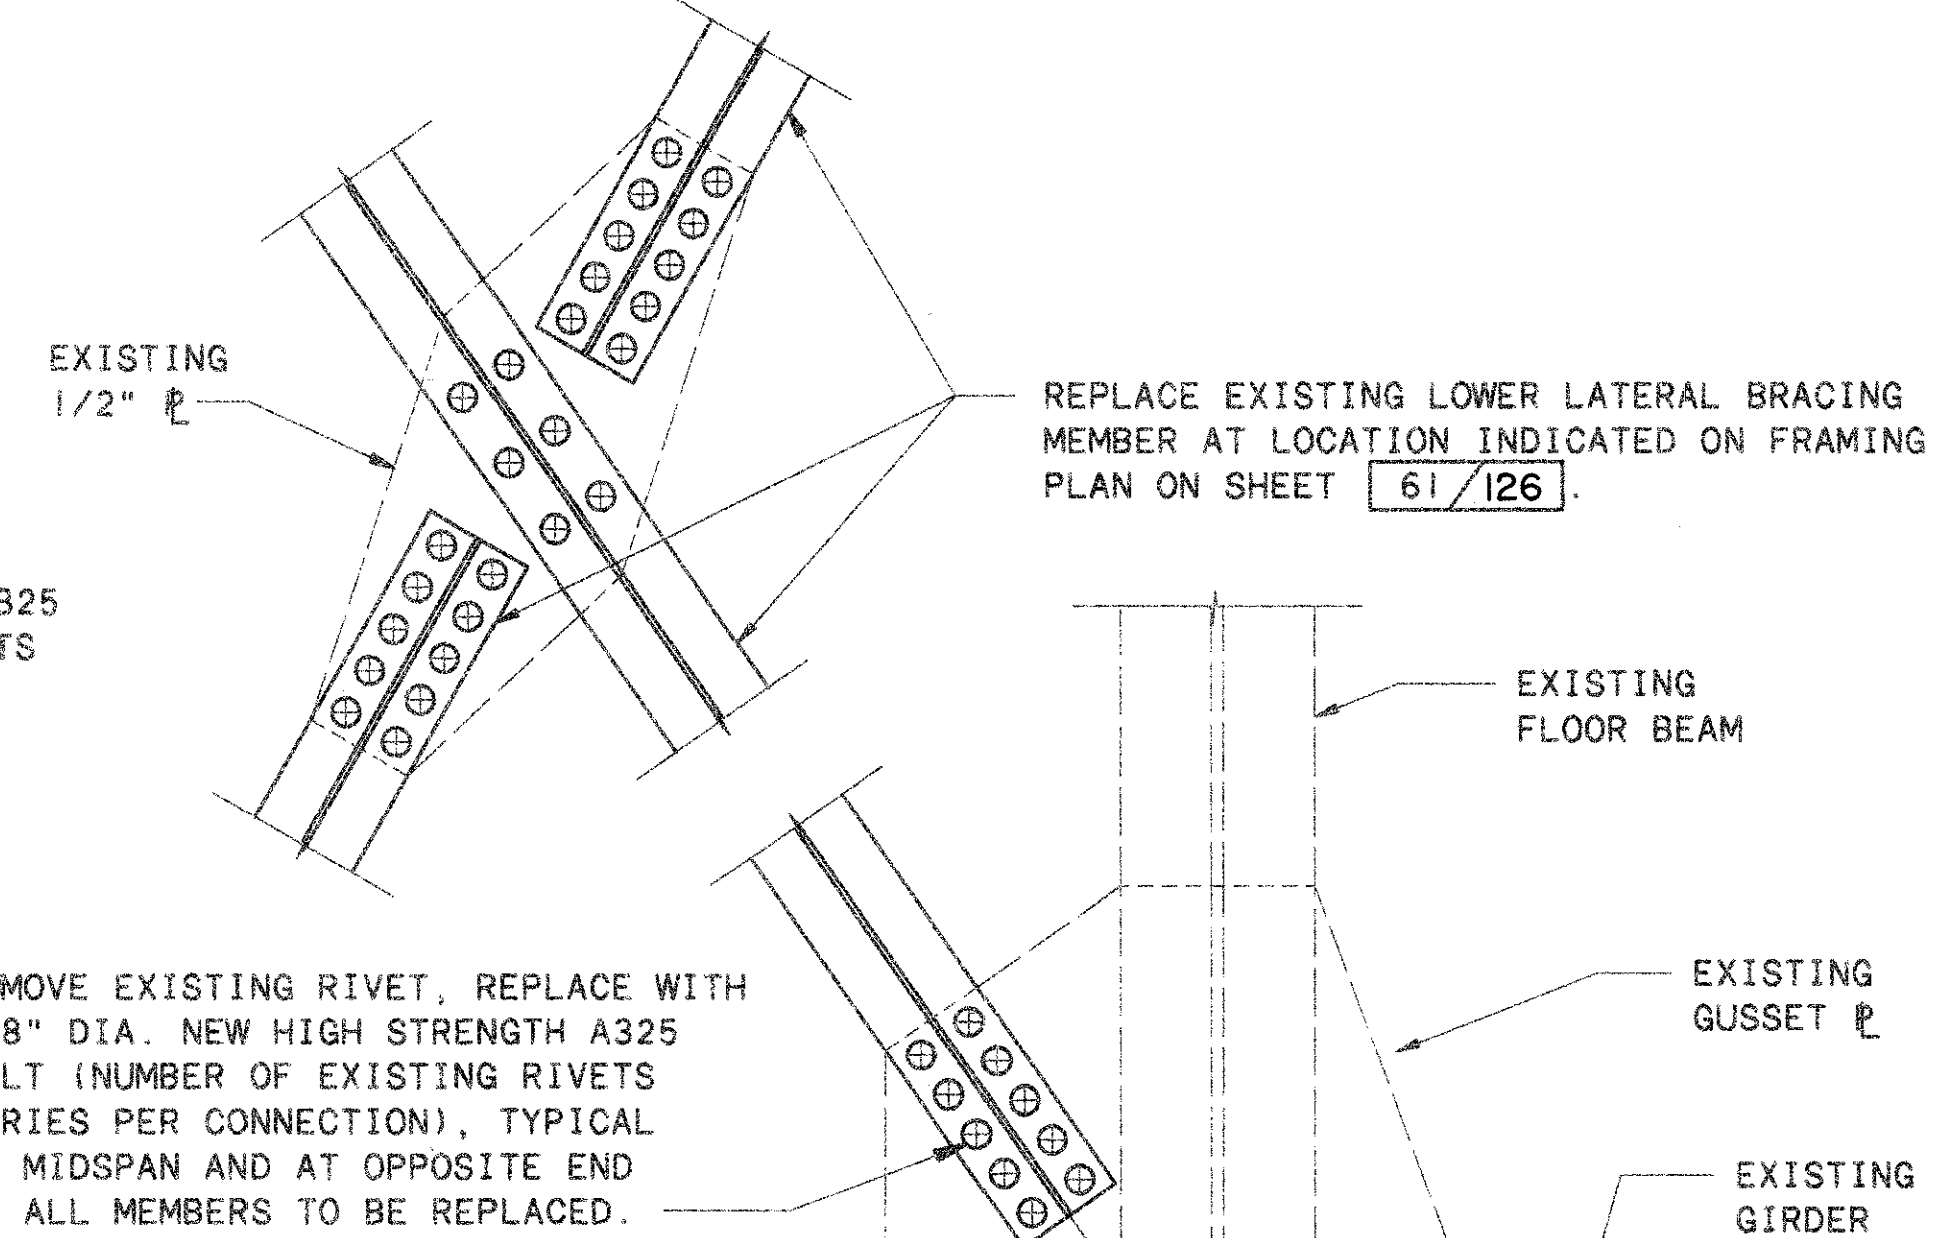 EXISTING
1/2" ⅊
REPLACE EXISTING LOWER LATERAL BRACING
MEMBER AT LOCATION INDICATED ON FRAMING
PLAN ON SHEET 61/126.
325
TS
EXISTING
FLOOR BEAM
MOVE EXISTING RIVET, REPLACE WITH
8" DIA. NEW HIGH STRENGTH A325
LT (NUMBER OF EXISTING RIVETS
RIES PER CONNECTION), TYPICAL
MIDSPAN AND AT OPPOSITE END
ALL MEMBERS TO BE REPLACED.
EXISTING
GUSSET ⅊
EXISTING
GIRDER